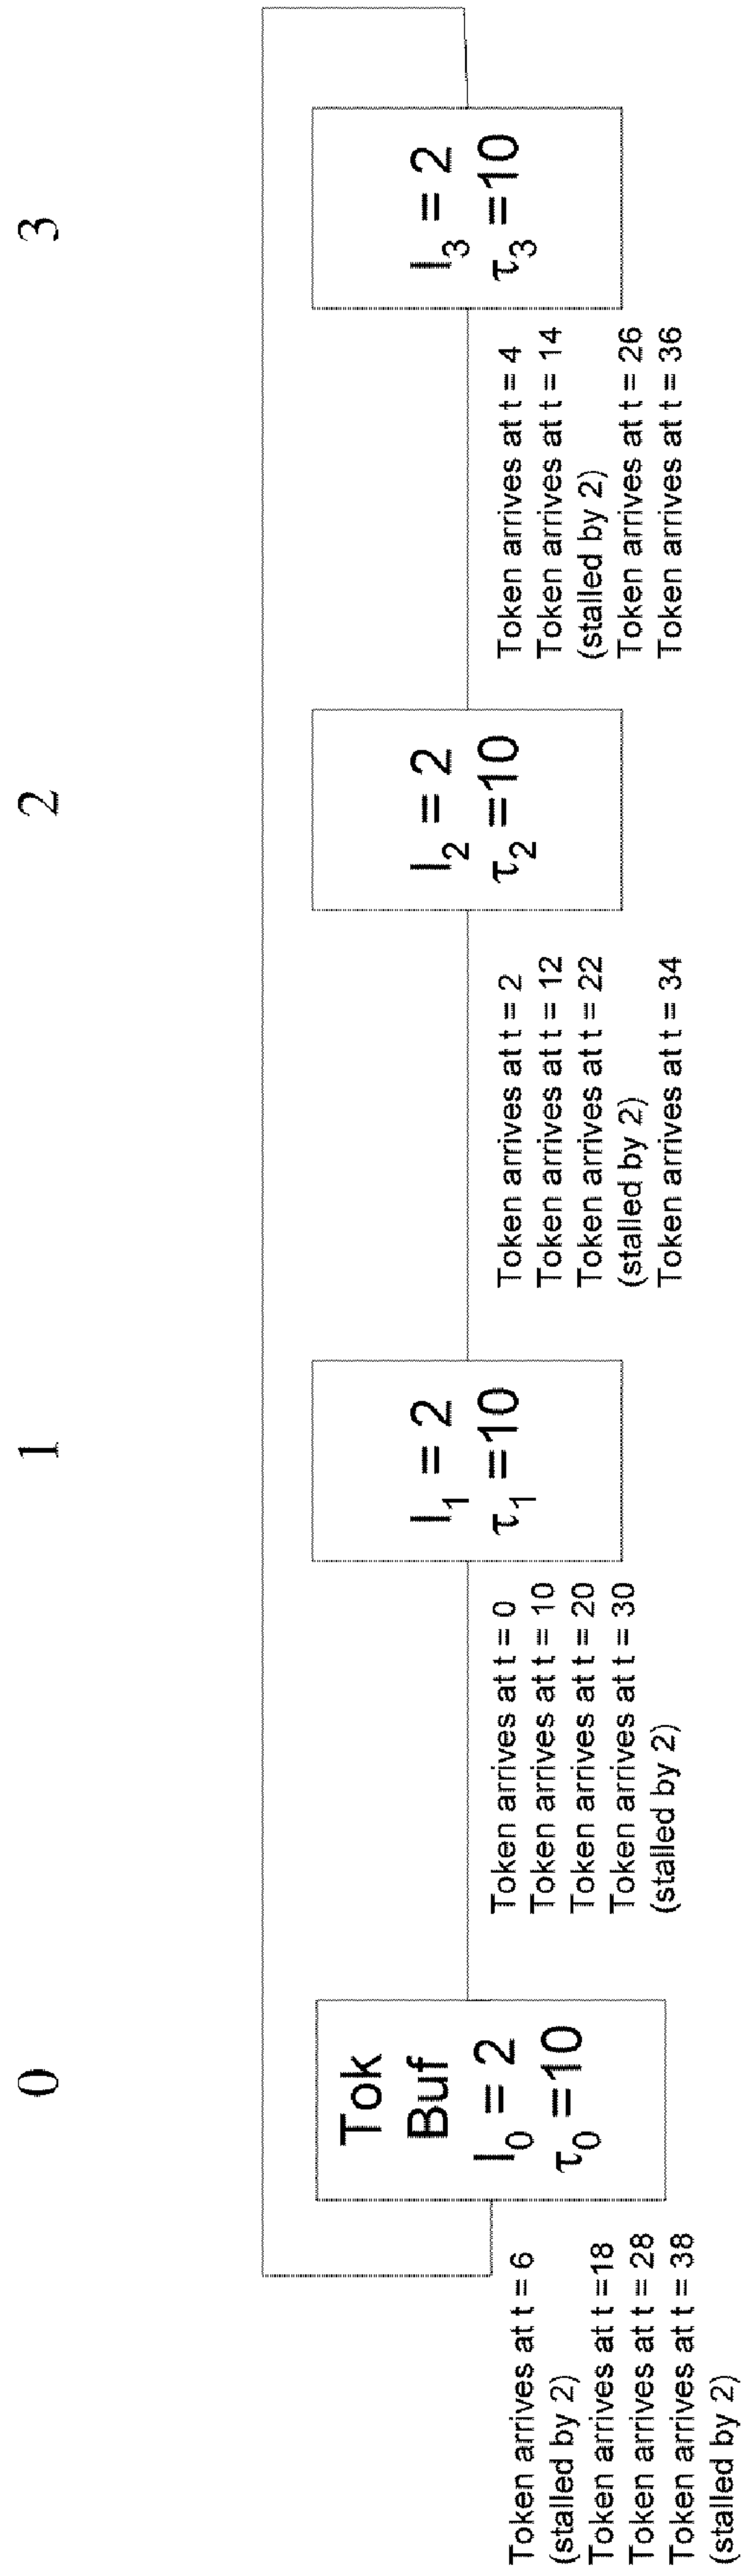 0
1
2
3
Tok
Buf
l0 = 2
τ0 =10
l1 = 2
τ1 =10
l2 = 2
τ2 =10
l3 = 2
τ3 =10
Token arrives at t = 6
(stalled by 2)
Token arrives at t =18
Token arrives at t = 28
Token arrives at t = 38
(stalled by 2)
Token arrives at t = 0
Token arrives at t = 10
Token arrives at t = 20
Token arrives at t = 30
(stalled by 2)
Token arrives at t = 2
Token arrives at t = 12
Token arrives at t = 22
(stalled by 2)
Token arrives at t = 34
Token arrives at t = 4
Token arrives at t = 14
(stalled by 2)
Token arrives at t = 26
Token arrives at t = 36